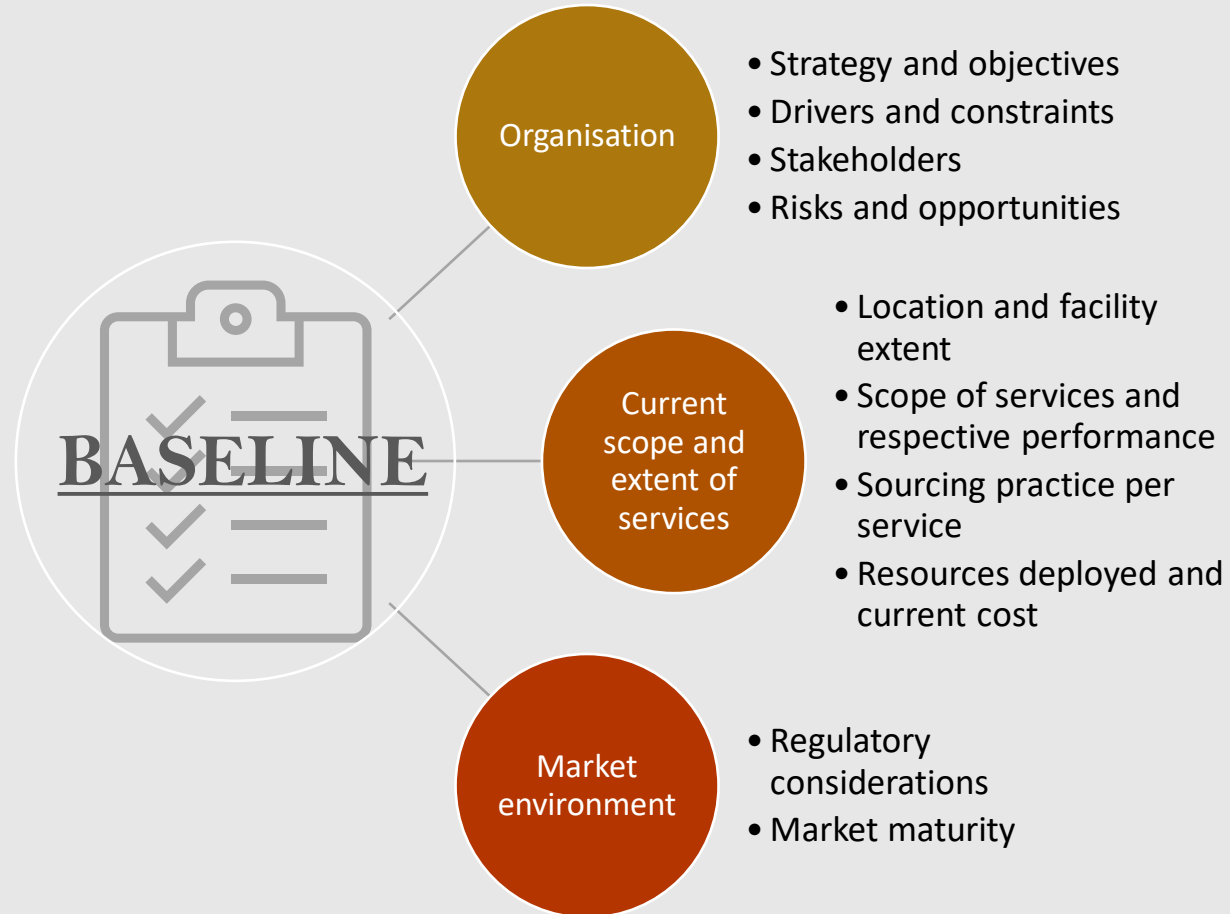 BASELINE
Organisation
• Strategy and objectives
• Drivers and constraints
• Stakeholders
• Risks and opportunities
Current
scope and
extent of
services
• Location and facility
extent
• Scope of services and
respective performance
• Sourcing practice per
service
• Resources deployed and
current cost
Market
environment
• Regulatory
considerations
• Market maturity